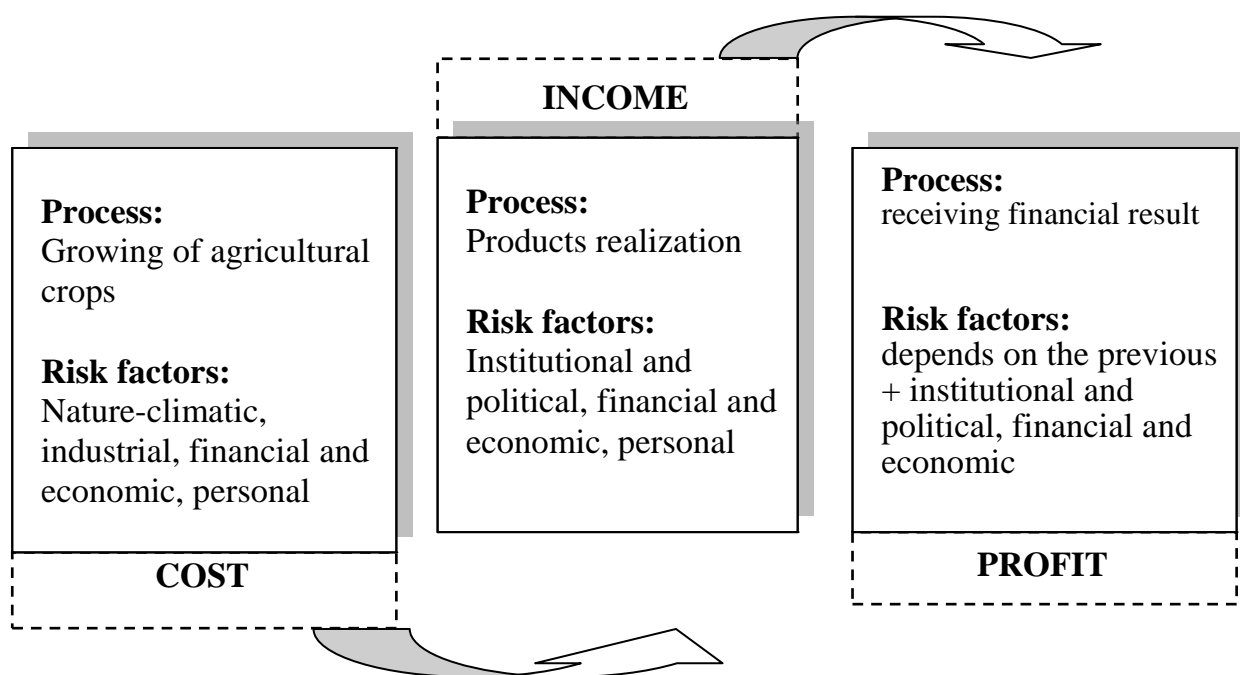 INCOME
Process:
Growing of agricultural
crops
Risk factors:
Nature-climatic,
industrial, financial and
economic, personal
COST
Process:
Products realization
Risk factors:
Institutional and
political, financial and
economic, personal
Process:
receiving financial result
Risk factors:
depends on the previous
+ institutional and
political, financial and
economic
PROFIT